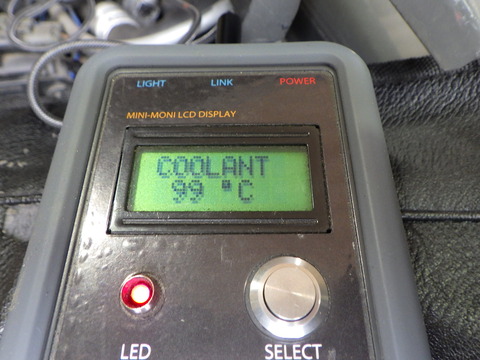 LIGHT LINK POWER
MINI-MONI LCD DISPLAY
COOLANT
99 °C
LED SELECT